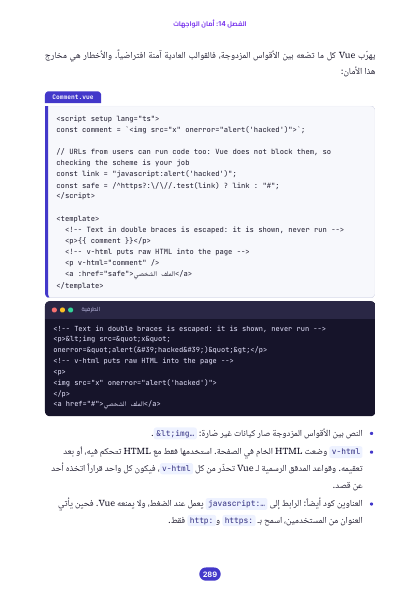 الفصل 14: أمان الواجهات
يهرّب Vue كل ما تضعه بين الأقواس المزدوجة، فالقوالب العادية آمنة افتراضياً. والأخطار هي مخارج
هذا الأمان:
Comment.vue
<script setup lang="ts">
const comment = `<img src="x" onerror="alert('hacked')">`;
// URLs from users can run code too: Vue does not block them, so
checking the scheme is your job
const link = "javascript:alert('hacked')";
const safe = /^https?:\/\//.test(link) ? link : "#";
</script>
<template>
<!-- Text in double braces is escaped: it is shown, never run -->
<p>{{ comment }}</p>
<!-- v-html puts raw HTML into the page -->
<p v-html="comment" />
<a :href="safe">الملف الشخصي</a>
</template>
الطرفية
<!-- Text in double braces is escaped: it is shown, never run -->
<p>&lt;img src=&quot;x&quot;
onerror=&quot;alert(&#39;hacked&#39;)&quot;&gt;</p>
<!-- v-html puts raw HTML into the page -->
<p>
<img src="x" onerror="alert('hacked')">
</p>
<a href="#">الملف الشخصي</a>
• النص بين الأقواس المزدوجة صار كيانات غير ضارة: &lt;img… .
• v-html وضعت HTML الخام في الصفحة. استخدمها فقط مع HTML تتحكم فيه، أو بعد
تعقيمه. وقواعد المدقق الرسمية لـ Vue تحذّر من كل v-html ، فيكون كل واحد قراراً اتخذه أحد
عن قصد.
• العناوين كود أيضاً: الرابط إلى javascript:… يعمل عند الضغط، ولا يمنعه Vue. فحين يأتي
العنوان من المستخدمين، اسمح بـ https: و http: فقط.
289